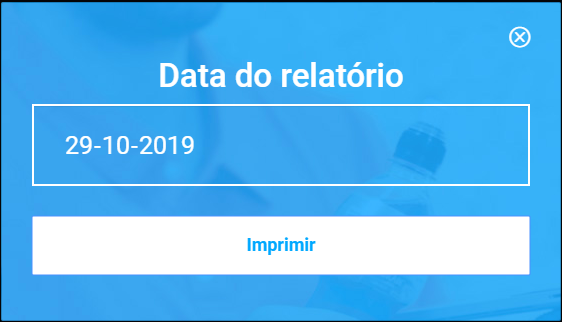 Data do relatório
29-10-2019
Imprimir